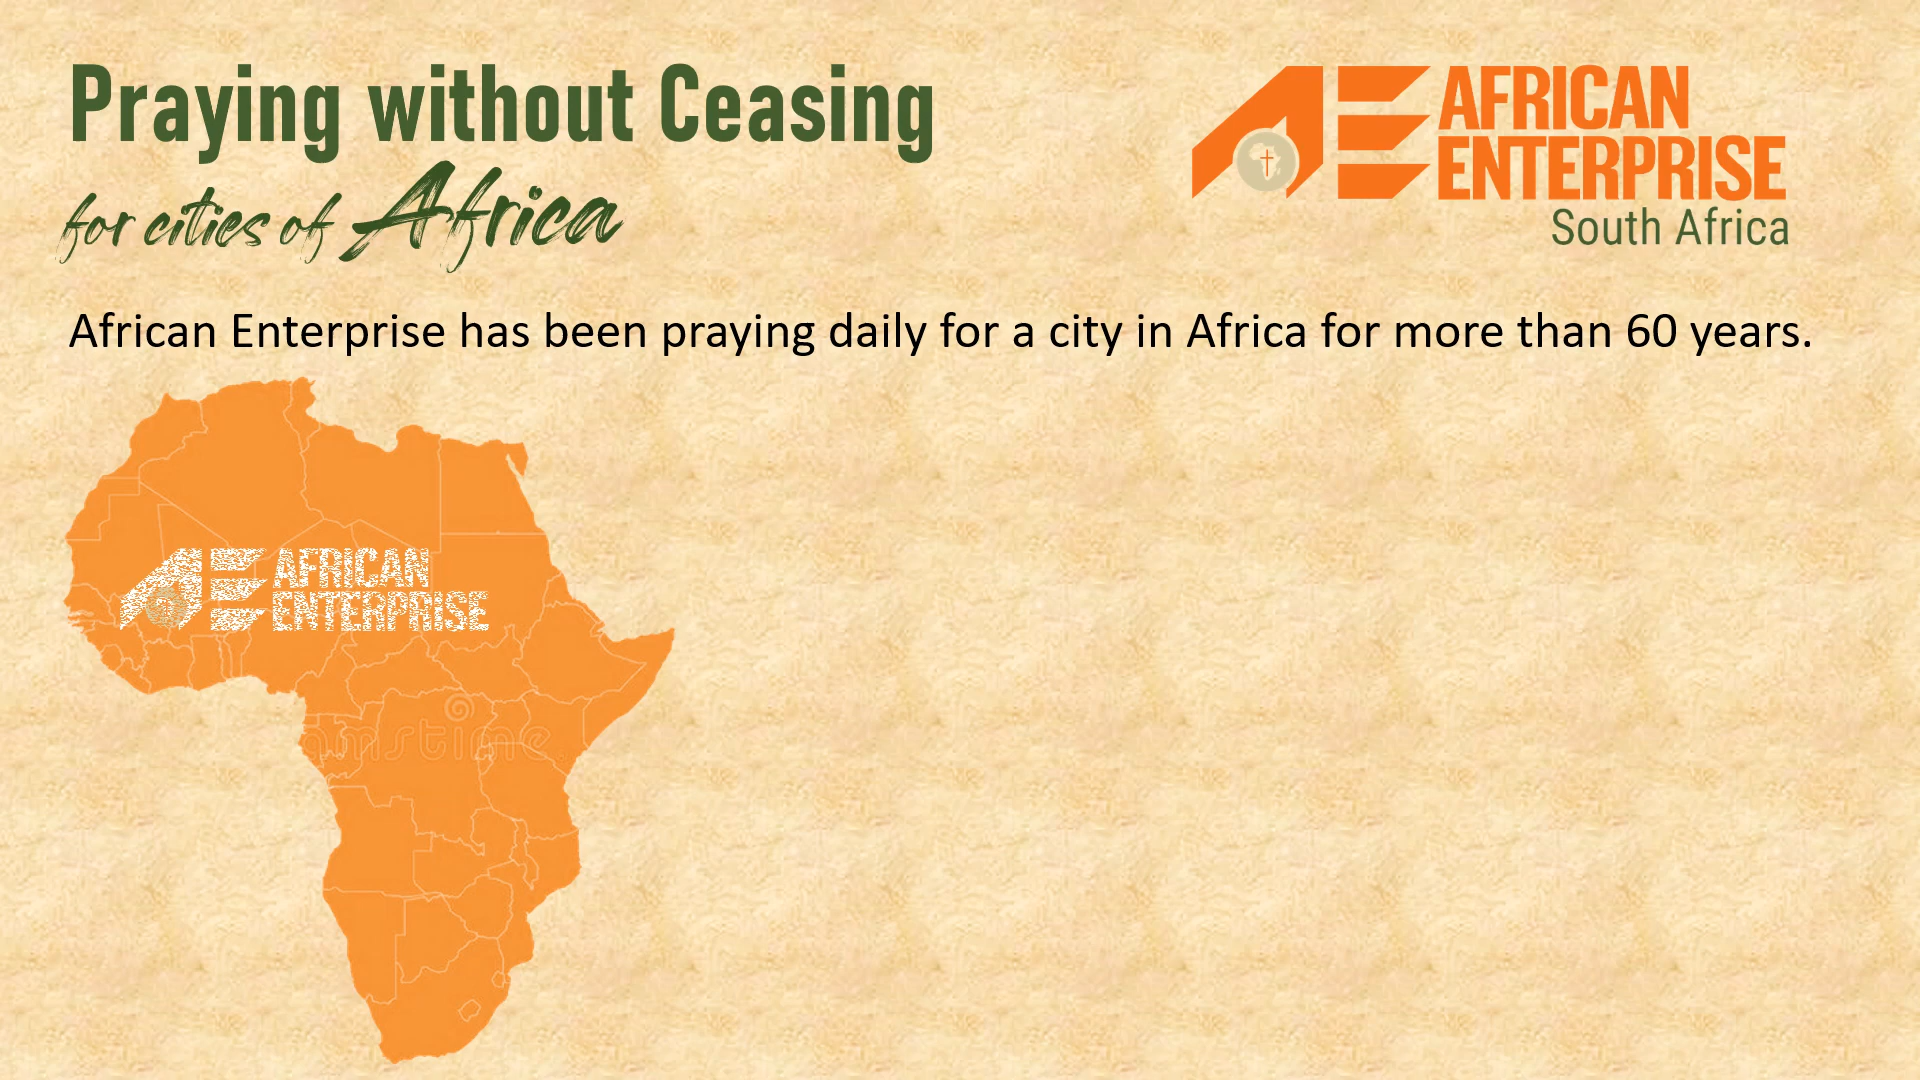 Praying without Ceasing
for cities of Africa
AFRICAN
ENTERPRISE
South Africa
African Enterprise has been praying daily for a city in Africa for more than 60 years.
AFRICAN
ENTERPRISE
amstime